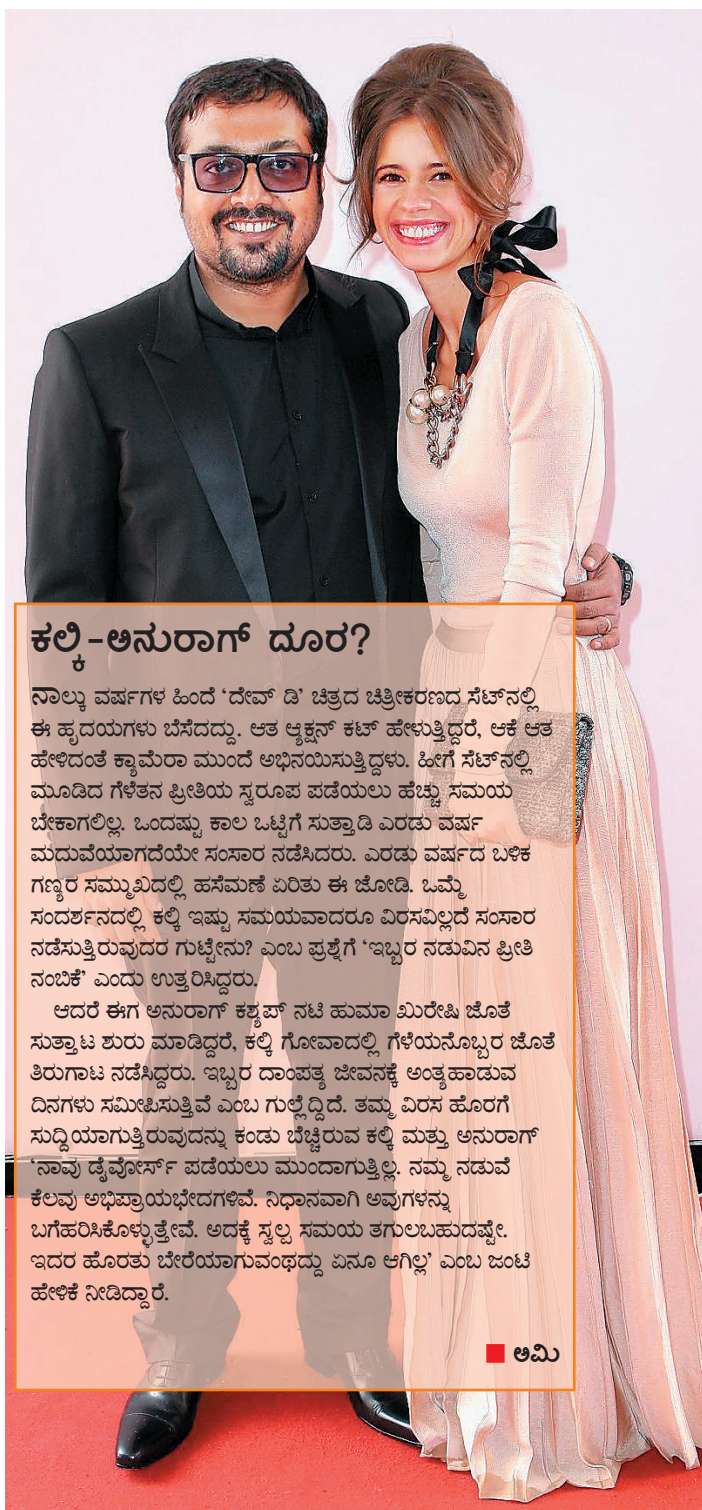 ಕಲ್ಕಿ-ಅನುರಾಗ್ ದೂರ?
ನಾಲ್ಕು ವರ್ಷಗಳ ಹಿಂದೆ ‘ದೇವ್ ಡಿ’ ಚಿತ್ರದ ಚಿತ್ರೀಕರಣದ ಸೆಟ್‌ನಲ್ಲಿ
ಈ ಹೃದಯಗಳು ಬೆಸೆದದ್ದು. ಆತ ಆ್ಯಕ್ಷನ್ ಕಟ್ ಹೇಳುತ್ತಿದ್ದರೆ, ಆಕೆ ಆತ
ಹೇಳಿದಂತೆ ಕ್ಯಾಮೆರಾ ಮುಂದೆ ಅಭಿನಯಿಸುತ್ತಿದ್ದಳು. ಹೀಗೆ ಸೆಟ್‌ನಲ್ಲಿ
ಮೂಡಿದ ಗೆಳೆತನ ಪ್ರೀತಿಯ ಸ್ವರೂಪ ಪಡೆಯಲು ಹೆಚ್ಚು ಸಮಯ
ಬೇಕಾಗಲಿಲ್ಲ. ಒಂದಷ್ಟು ಕಾಲ ಒಟ್ಟಿಗೆ ಸುತ್ತಾಡಿ ಎರಡು ವರ್ಷ
ಮದುವೆಯಾಗದೆಯೇ ಸಂಸಾರ ನಡೆಸಿದರು. ಎರಡು ವರ್ಷದ ಬಳಿಕ
ಗಣ್ಯರ ಸಮ್ಮುಖದಲ್ಲಿ ಹಸೆಮಣೆ ಏರಿತು ಈ ಜೋಡಿ. ಒಮ್ಮೆ
ಸಂದರ್ಶನದಲ್ಲಿ ಕಲ್ಕಿ ಇಷ್ಟು ಸಮಯವಾದರೂ ವಿರಸವಿಲ್ಲದೆ ಸಂಸಾರ
ನಡೆಸುತ್ತಿರುವುದರ ಗುಟ್ಟೇನು? ಎಂಬ ಪ್ರಶ್ನೆಗೆ ‘ಇಬ್ಬರ ನಡುವಿನ ಪ್ರೀತಿ
ನಂಬಿಕೆ’ ಎಂದು ಉತ್ತರಿಸಿದ್ದರು.
ಆದರೆ ಈಗ ಅನುರಾಗ್ ಕಶ್ಯಪ್ ನಟಿ ಹುಮಾ ಖುರೇಷಿ ಜೊತೆ
ಸುತ್ತಾಟ ಶುರು ಮಾಡಿದ್ದರೆ, ಕಲ್ಕಿ ಗೋವಾದಲ್ಲಿ ಗೆಳೆಯನೊಬ್ಬರ ಜೊತೆ
ತಿರುಗಾಟ ನಡೆಸಿದ್ದರು. ಇಬ್ಬರ ದಾಂಪತ್ಯ ಜೀವನಕ್ಕೆ ಅಂತ್ಯಹಾಡುವ
ದಿನಗಳು ಸಮೀಪಿಸುತ್ತಿವೆ ಎಂಬ ಗುಲ್ಲೆದ್ದಿದೆ. ತಮ್ಮ ವಿರಸ ಹೊರಗೆ
ಸುದ್ದಿಯಾಗುತ್ತಿರುವುದನ್ನು ಕಂಡು ಬೆಚ್ಚಿರುವ ಕಲ್ಕಿ ಮತ್ತು ಅನುರಾಗ್
‘ನಾವು ಡೈವೋರ್ಸ್ ಪಡೆಯಲು ಮುಂದಾಗುತ್ತಿಲ್ಲ. ನಮ್ಮ ನಡುವೆ
ಕೆಲವು ಅಭಿಪ್ರಾಯಭೇದಗಳಿವೆ. ನಿಧಾನವಾಗಿ ಅವುಗಳನ್ನು
ಬಗೆಹರಿಸಿಕೊಳ್ಳುತ್ತೇವೆ. ಅದಕ್ಕೆ ಸ್ವಲ್ಪ ಸಮಯ ತಗುಲಬಹುದಷ್ಟೇ.
ಇದರ ಹೊರತು ಬೇರೆಯಾಗುವಂಥದ್ದು ಏನೂ ಆಗಿಲ್ಲ’ ಎಂಬ ಜಂಟಿ
ಹೇಳಿಕೆ ನೀಡಿದ್ದಾರೆ.
ಅಮಿ